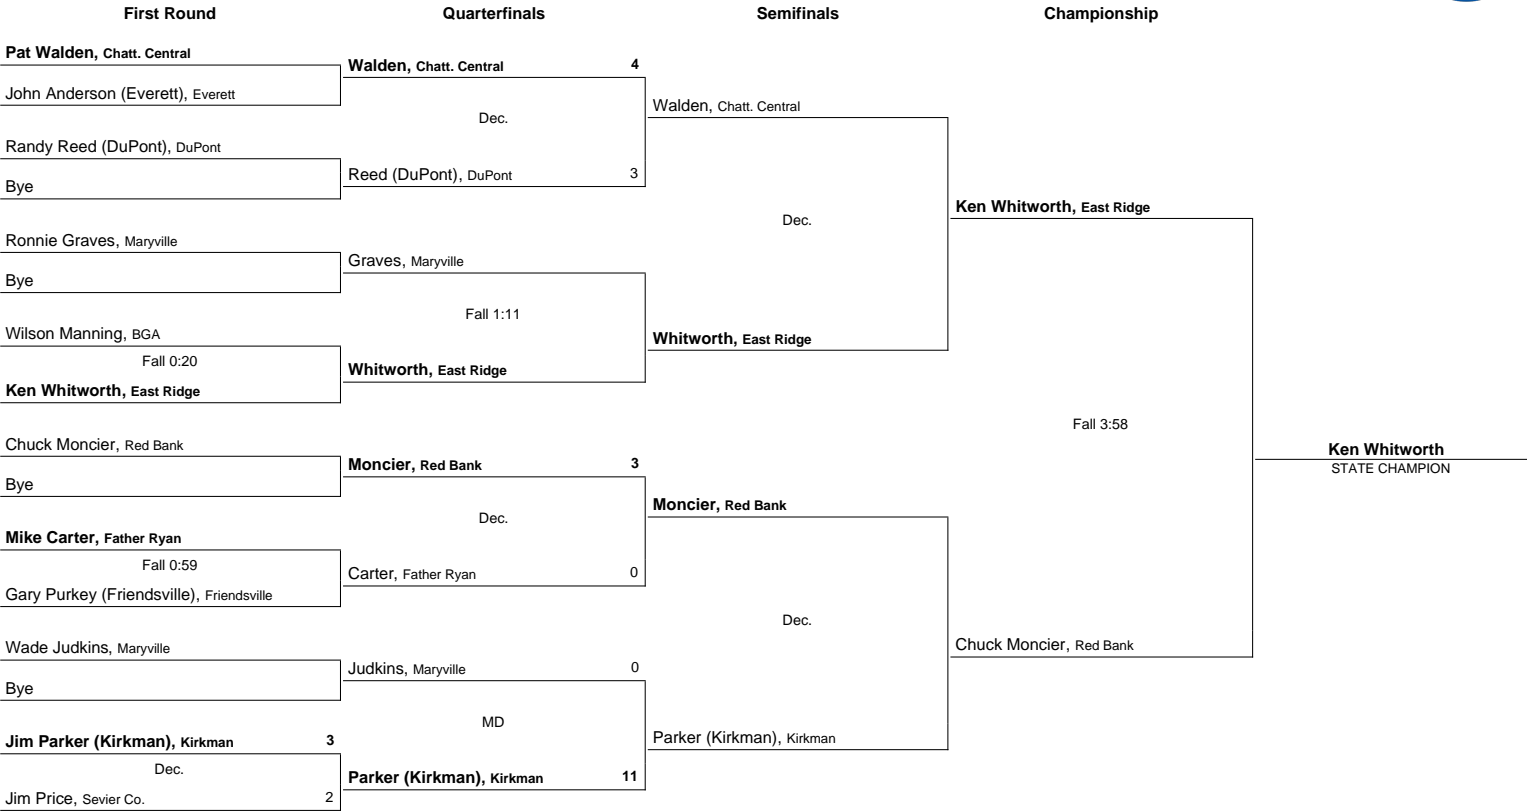 First Round
Quarterfinals
Semifinals
Championship
Pat Walden, Chatt. Central
John Anderson (Everett), Everett
Randy Reed (DuPont), DuPont
Bye
Ronnie Graves, Maryville
Bye
Wilson Manning, BGA
Fall 0:20
Ken Whitworth, East Ridge
Chuck Moncier, Red Bank
Bye
Mike Carter, Father Ryan
Fall 0:59
Gary Purkey (Friendsville), Friendsville
Wade Judkins, Maryville
Bye
Jim Parker (Kirkman), Kirkman 3
Dec.
Jim Price, Sevier Co. 2
Walden, Chatt. Central 4
Dec.
Reed (DuPont), DuPont 3
Graves, Maryville
Fall 1:11
Whitworth, East Ridge
Moncier, Red Bank 3
Dec.
Carter, Father Ryan 0
Judkins, Maryville 0
MD
Parker (Kirkman), Kirkman 11
Walden, Chatt. Central
Dec.
Whitworth, East Ridge
Moncier, Red Bank
Dec.
Parker (Kirkman), Kirkman
Ken Whitworth, East Ridge
Fall 3:58
Chuck Moncier, Red Bank
Ken Whitworth
STATE CHAMPION